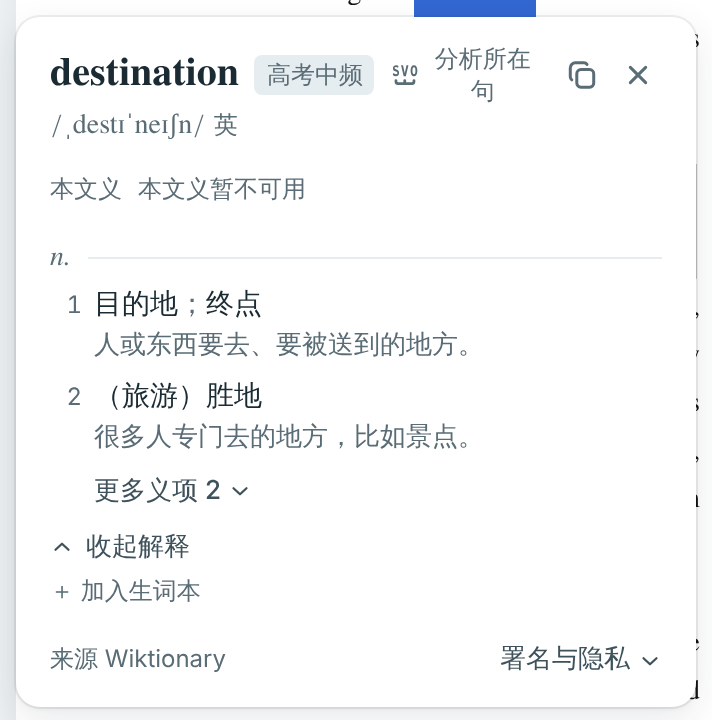 destination 高考中频 SVO 分析所在句
/ˌdestɪˈneɪʃn/ 英
本文义 本文义暂不可用
n.
1 目的地；终点
人或东西要去、要被送到的地方。
2 （旅游）胜地
很多人专门去的地方，比如景点。
更多义项 2
收起解释
+ 加入生词本
来源 Wiktionary 署名与隐私